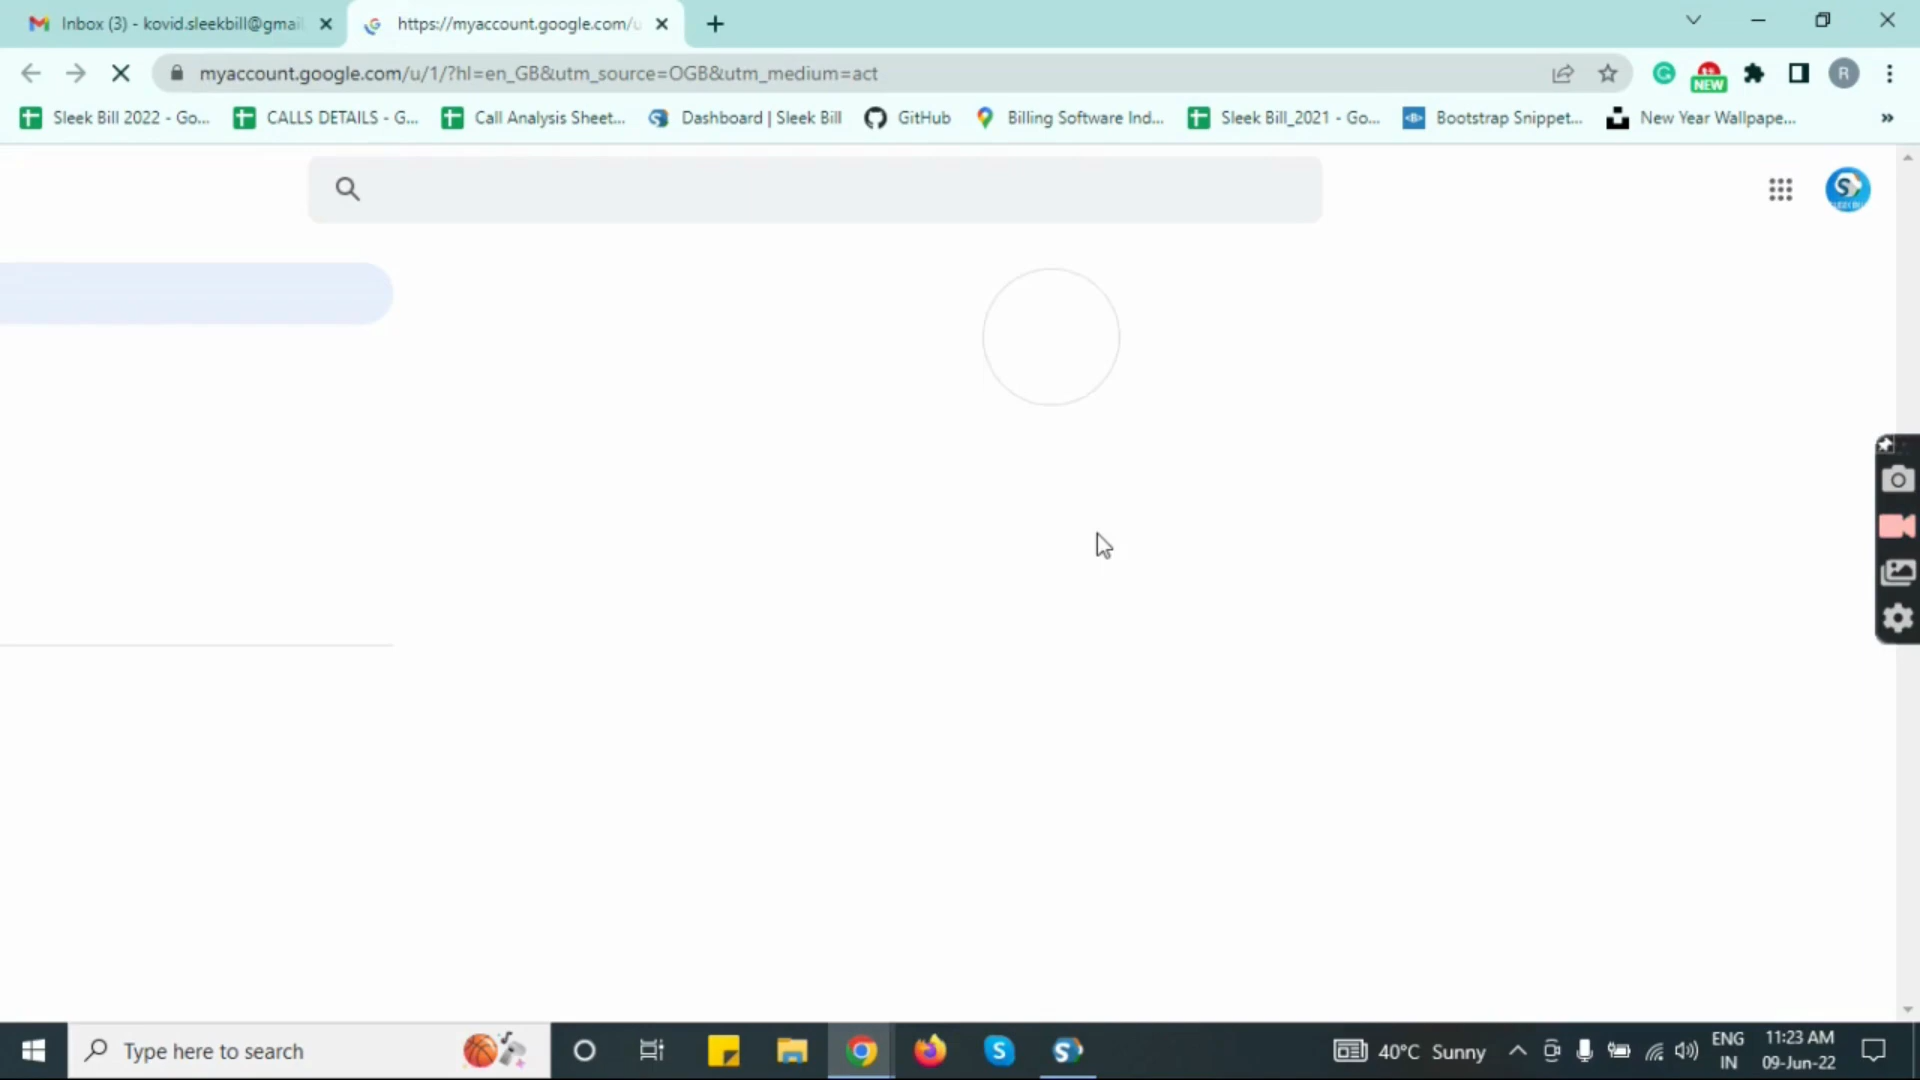 Inbox (3) - kovid.sleekbill@gmai
https://myaccount.google.com/u
myaccount.google.com/u/1/?hl=en_GB&utm_source=OGB&utm_medium=act
NEW
R
Sleek Bill 2022 - Go...
CALLS DETAILS - G...
Call Analysis Sheet...
Dashboard | Sleek Bill
GitHub
Billing Software Ind...
Sleek Bill_2021 - Go...
Bootstrap Snippet...
New Year Wallpape...
»
Type here to search
40°C Sunny
ENG
IN
11:23 AM
09-Jun-22